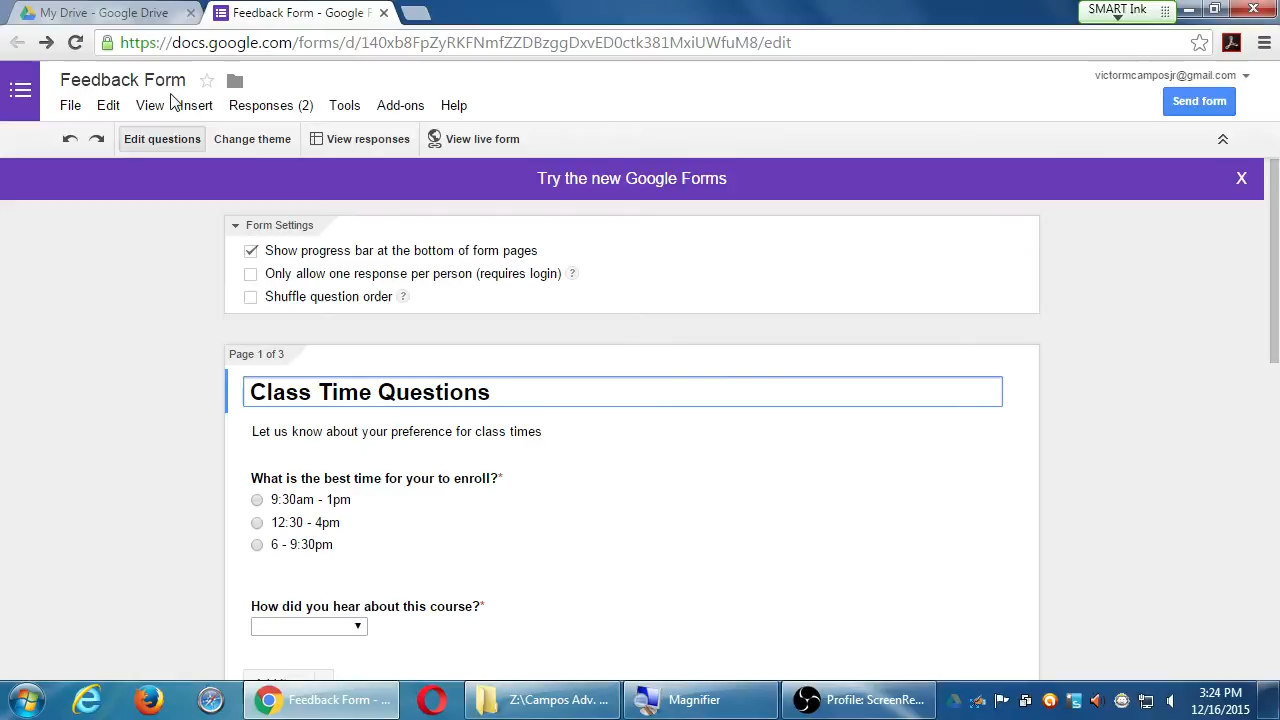 My Drive - Google Drive
Feedback Form - Google F
SMART Ink
https://docs.google.com/forms/d/140xb8FpZyRKFNmfZZDRzggDxvED0ctk381MxiUWfuM8/edit
Feedback Form
victormcamposjr@gmail.com
File Edit View Insert Responses (2) Tools Add-ons Help
Send form
Edit questions Change theme View responses View live form
Try the new Google Forms X
Form Settings
Show progress bar at the bottom of form pages
Only allow one response per person (requires login) ?
Shuffle question order ?
Page 1 of 3
Class Time Questions
Let us know about your preference for class times
What is the best time for your to enroll?*
9:30am - 1pm
12:30 - 4pm
6 - 9:30pm
How did you hear about this course?*
Feedback Form - ...
Z:\Campos Adv. ...
Magnifier
Profile: ScreenRe...
3:24 PM
12/16/2015